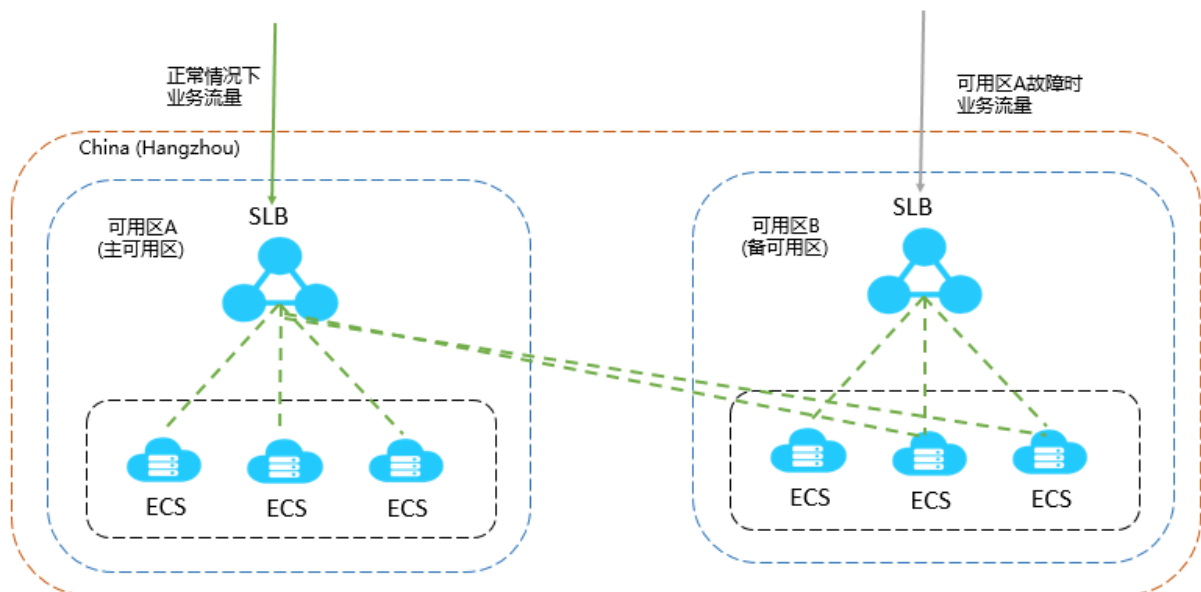 正常情况下
业务流量
可用区A故障时
业务流量
China (Hangzhou)
可用区A
(主可用区)
SLB
可用区B
(备可用区)
SLB
ECS
ECS
ECS
ECS
ECS
ECS